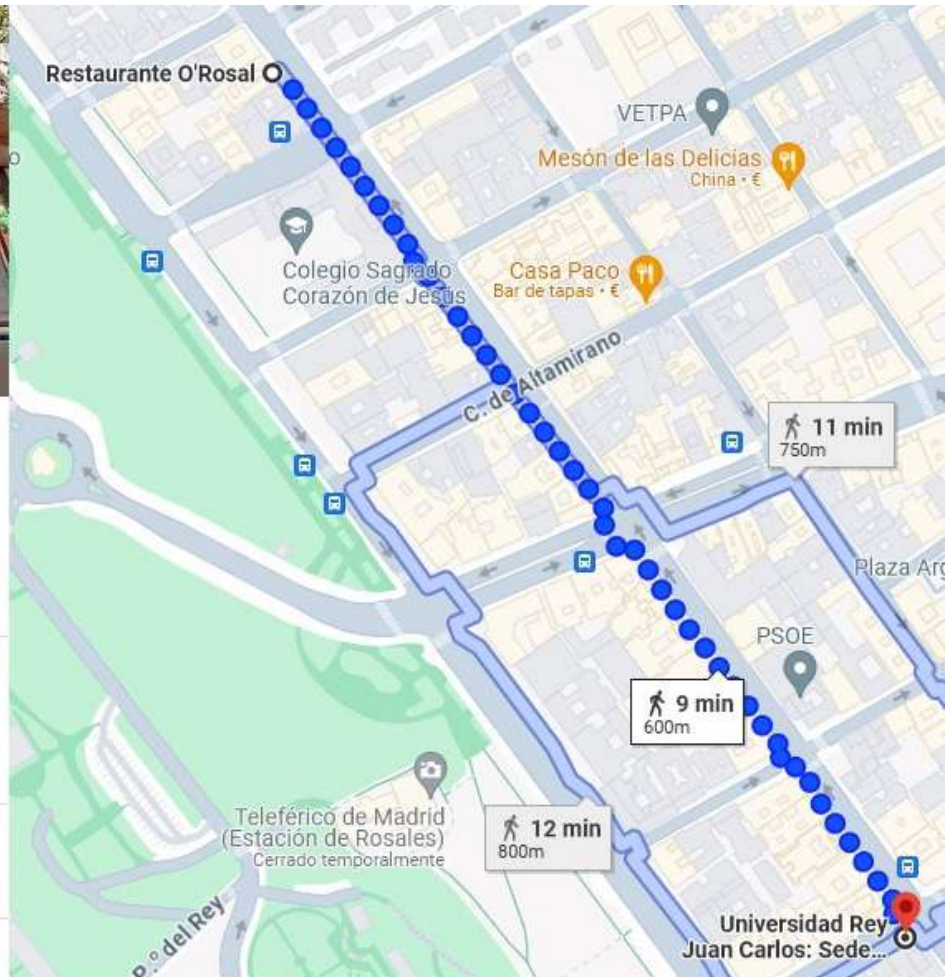 Restaurante O'Rosal
VETPA
Mesón de las Delicias
China • €
Colegio Sagrado
Corazón de Jesús
Casa Paco
Bar de tapas • €
C. de Altamirano
11 min
750m
Plaza Arg
PSOE
9 min
600m
Teleférico de Madrid
(Estación de Rosales)
Cerrado temporalmente
12 min
800m
P.º del Rey
Universidad Rey
Juan Carlos: Sede...